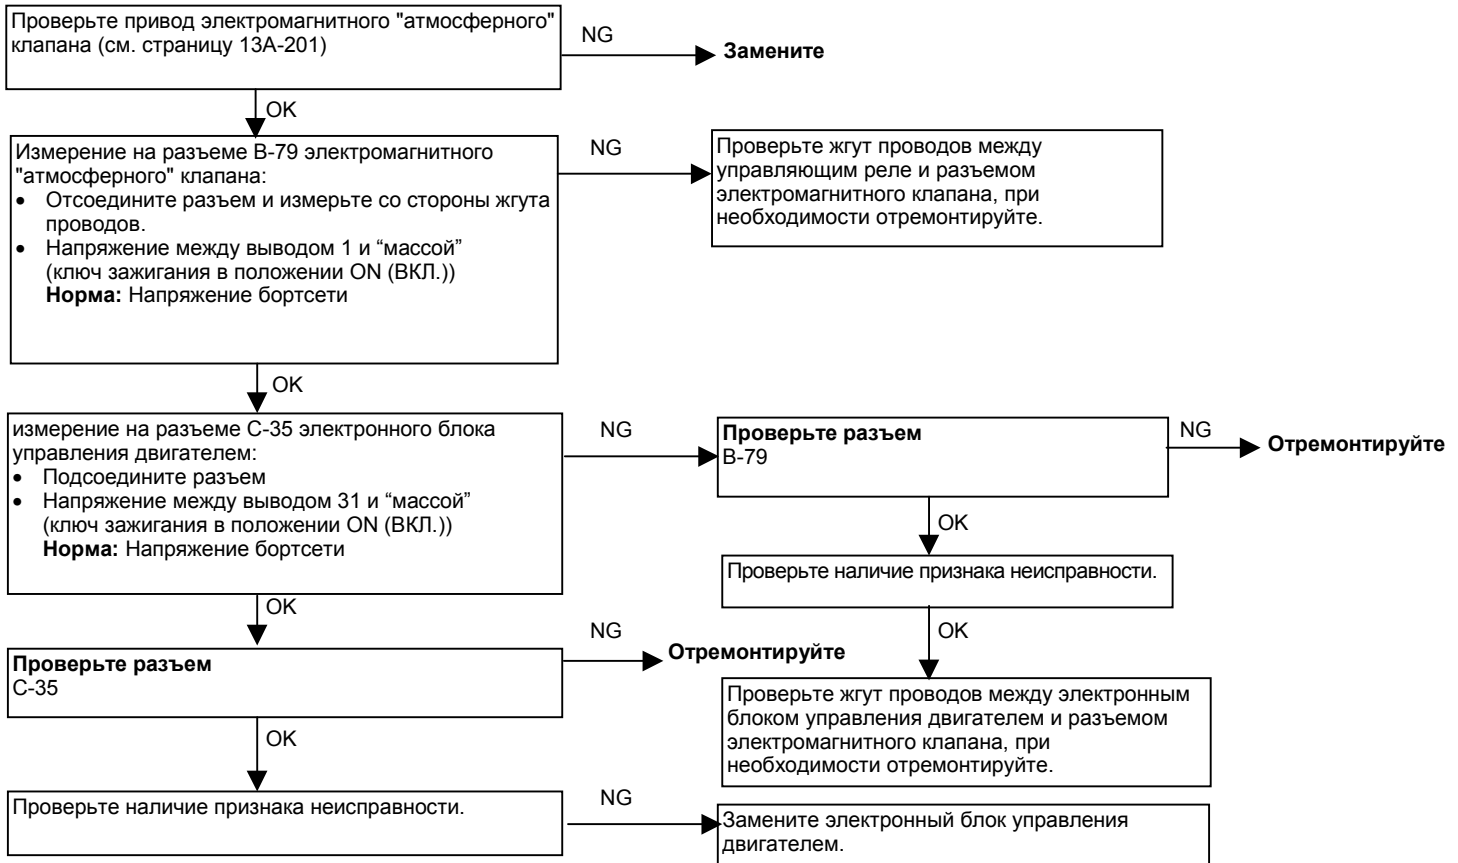 Проверьте привод электромагнитного "атмосферного"
клапана (см. страницу 13А-201)
NG
Замените
OK
Измерение на разъеме В-79 электромагнитного
"атмосферного" клапана:
• Отсоедините разъем и измерьте со стороны жгута
проводов.
• Напряжение между выводом 1 и “массой”
(ключ зажигания в положении ON (ВКЛ.))
Норма: Напряжение бортсети
NG
Проверьте жгут проводов между
управляющим реле и разъемом
электромагнитного клапана, при
необходимости отремонтируйте.
OK
измерение на разъеме С-35 электронного блока
управления двигателем:
• Подсоедините разъем
• Напряжение между выводом 31 и “массой”
(ключ зажигания в положении ON (ВКЛ.))
Норма: Напряжение бортсети
NG
Проверьте разъем
В-79
NG
Отремонтируйте
OK
Проверьте наличие признака неисправности.
OK
Проверьте жгут проводов между электронным
блоком управления двигателем и разъемом
электромагнитного клапана, при
необходимости отремонтируйте.
OK
Проверьте разъем
С-35
NG
Отремонтируйте
OK
Проверьте наличие признака неисправности.
NG
Замените электронный блок управления
двигателем.